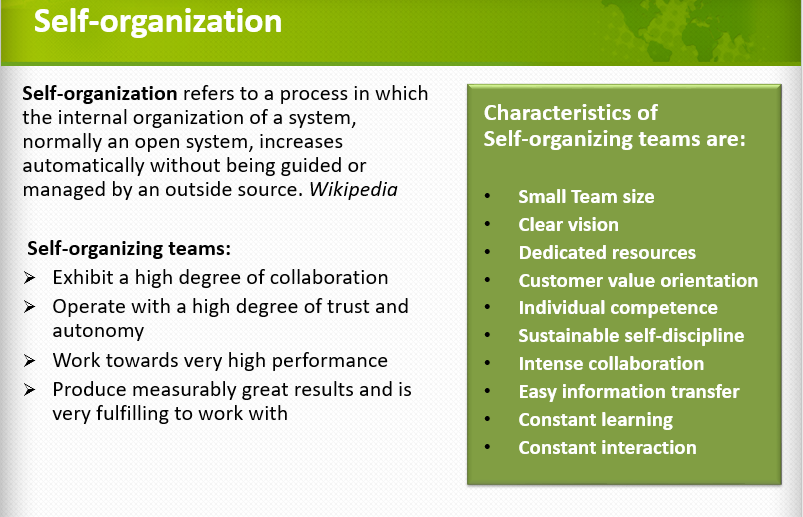 Self-organization
Self-organization refers to a process in which
the internal organization of a system,
normally an open system, increases
automatically without being guided or
managed by an outside source. Wikipedia
Self-organizing teams:
➢ Exhibit a high degree of collaboration
➢ Operate with a high degree of trust and
autonomy
➢ Work towards very high performance
➢ Produce measurably great results and is
very fulfilling to work with
Characteristics of
Self-organizing teams are:
• Small Team size
• Clear vision
• Dedicated resources
• Customer value orientation
• Individual competence
• Sustainable self-discipline
• Intense collaboration
• Easy information transfer
• Constant learning
• Constant interaction